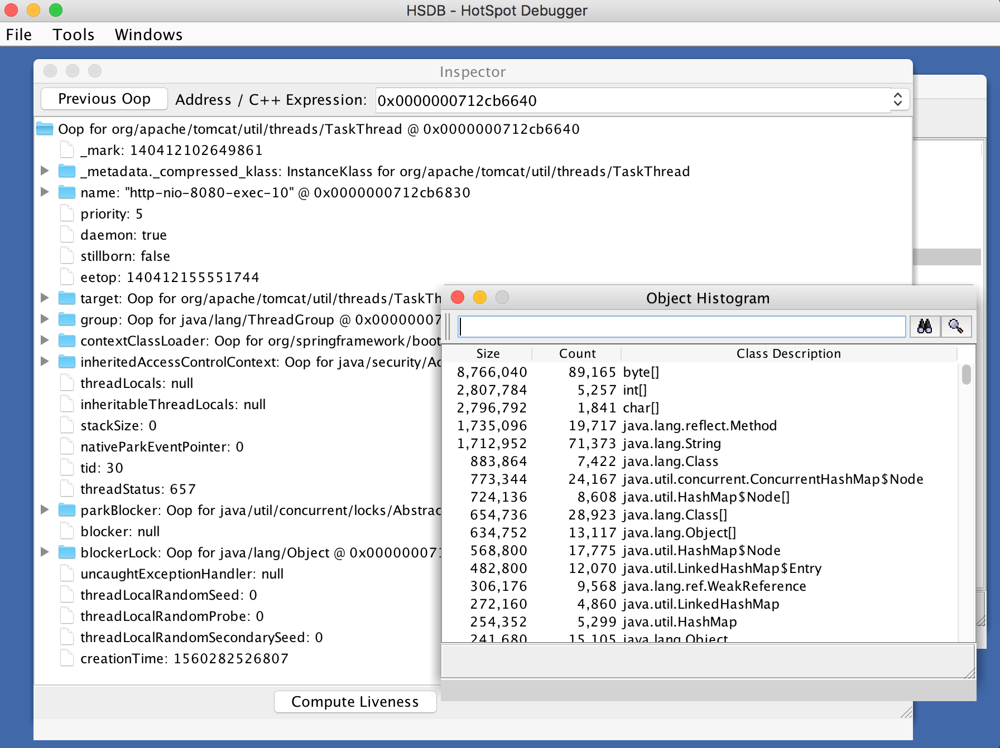 HSDB - HotSpot Debugger
File Tools Windows
Inspector
Previous Oop Address / C++ Expression: 0x0000000712cb6640
Oop for org/apache/tomcat/util/threads/TaskThread @ 0x0000000712cb6640
_mark: 140412102649861
_metadata._compressed_klass: InstanceKlass for org/apache/tomcat/util/threads/TaskThread
name: "http-nio-8080-exec-10" @ 0x0000000712cb6830
priority: 5
daemon: true
stillborn: false
eetop: 140412155551744
target: Oop for org/apache/tomcat/util/threads/TaskTh
group: Oop for java/lang/ThreadGroup @ 0x00000007
contextClassLoader: Oop for org/springframework/boot
inheritedAccessControlContext: Oop for java/security/Ac
threadLocals: null
inheritableThreadLocals: null
stackSize: 0
nativeParkEventPointer: 0
tid: 30
threadStatus: 657
parkBlocker: Oop for java/util/concurrent/locks/Abstrac
blocker: null
blockerLock: Oop for java/lang/Object @ 0x000000071
uncaughtExceptionHandler: null
threadLocalRandomSeed: 0
threadLocalRandomProbe: 0
threadLocalRandomSecondarySeed: 0
creationTime: 1560282526807
Compute Liveness
Object Histogram
Size Count Class Description
8,766,040 89,165 byte[]
2,807,784 5,257 int[]
2,796,792 1,841 char[]
1,735,096 19,717 java.lang.reflect.Method
1,712,952 71,373 java.lang.String
883,864 7,422 java.lang.Class
773,344 24,167 java.util.concurrent.ConcurrentHashMap$Node
724,136 8,608 java.util.HashMap$Node[]
654,736 28,923 java.lang.Class[]
634,752 13,117 java.lang.Object[]
568,800 17,775 java.util.HashMap$Node
482,800 12,070 java.util.LinkedHashMap$Entry
306,176 9,568 java.lang.ref.WeakReference
272,160 4,860 java.util.LinkedHashMap
254,352 5,299 java.util.HashMap
241,680 15,105 java.lang.Object